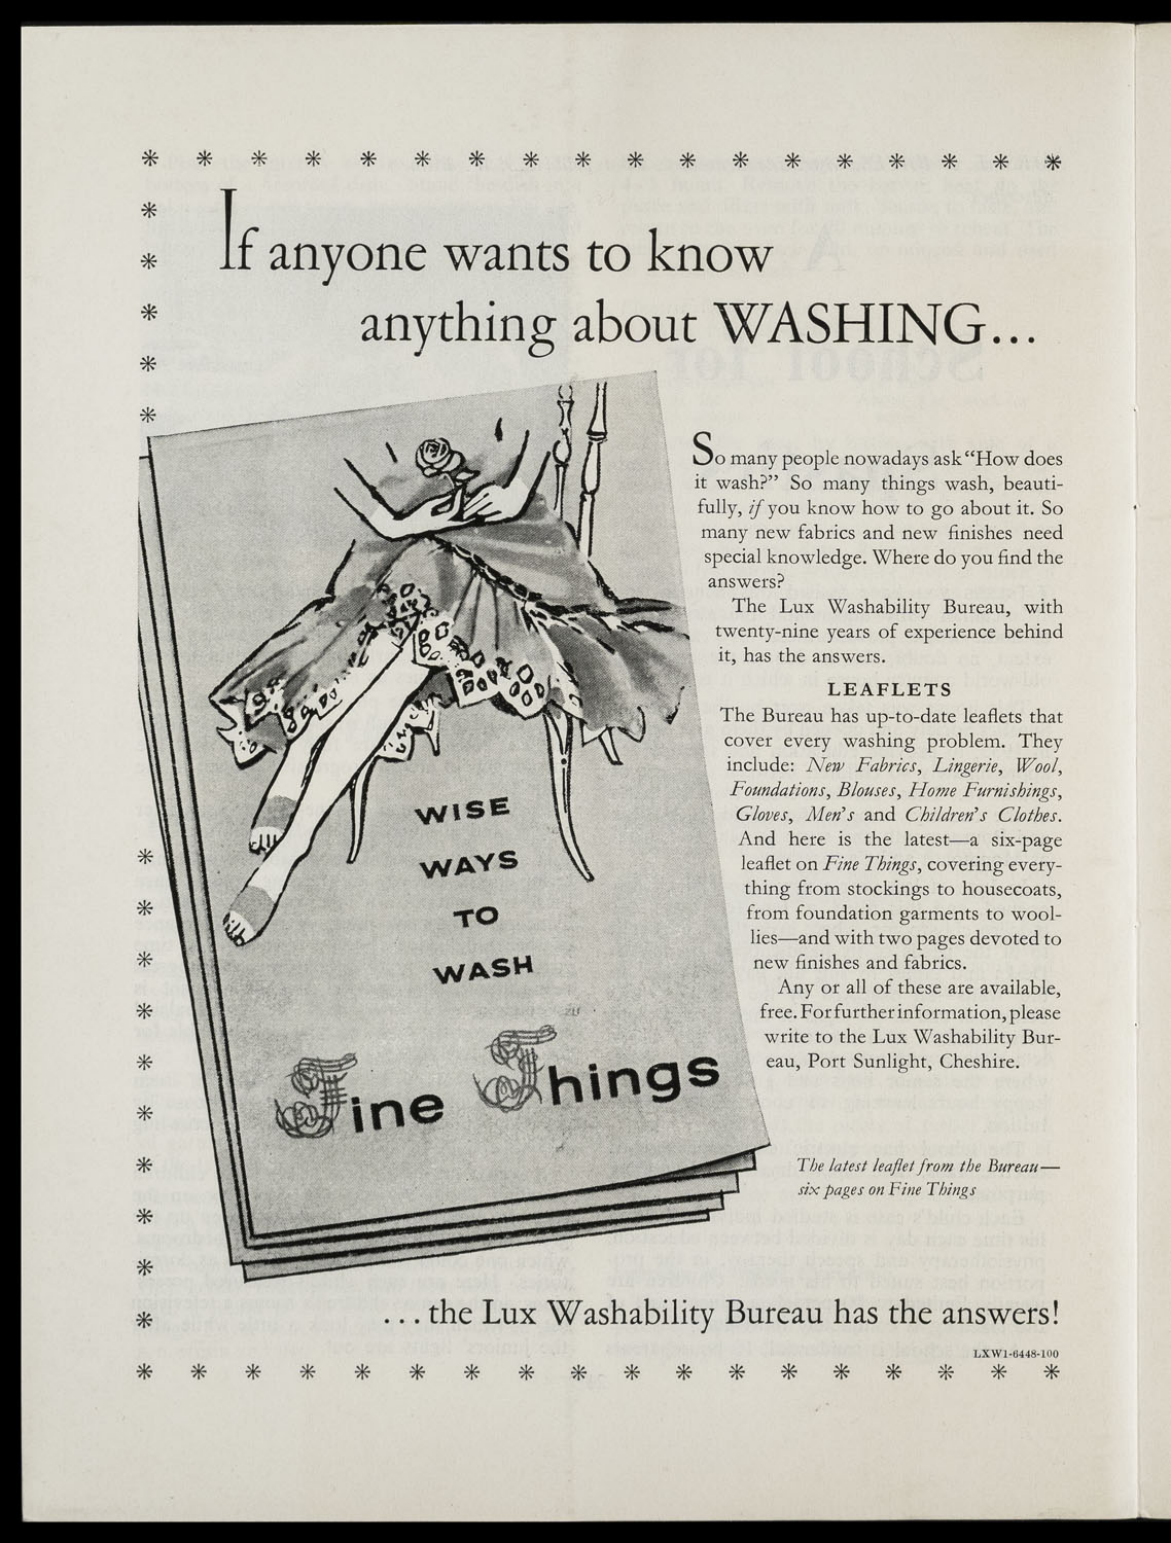 If anyone wants to know
anything about WASHING...
WISE
WAYS
TO
WASH
Fine Things
So many people nowadays ask "How does
it wash?" So many things wash, beauti-
fully, if you know how to go about it. So
many new fabrics and new finishes need
special knowledge. Where do you find the
answers?
The Lux Washability Bureau, with
twenty-nine years of experience behind
it, has the answers.
LEAFLETS
The Bureau has up-to-date leaflets that
cover every washing problem. They
include: New Fabrics, Lingerie, Wool,
Foundations, Blouses, Home Furnishings,
Gloves, Men's and Children's Clothes.
And here is the latest—a six-page
leaflet on Fine Things, covering every-
thing from stockings to housecoats,
from foundation garments to wool-
lies—and with two pages devoted to
new finishes and fabrics.
Any or all of these are available,
free. For further information, please
write to the Lux Washability Bur-
eau, Port Sunlight, Cheshire.
The latest leaflet from the Bureau—
six pages on Fine Things
...the Lux Washability Bureau has the answers!
LXW1-6448-100